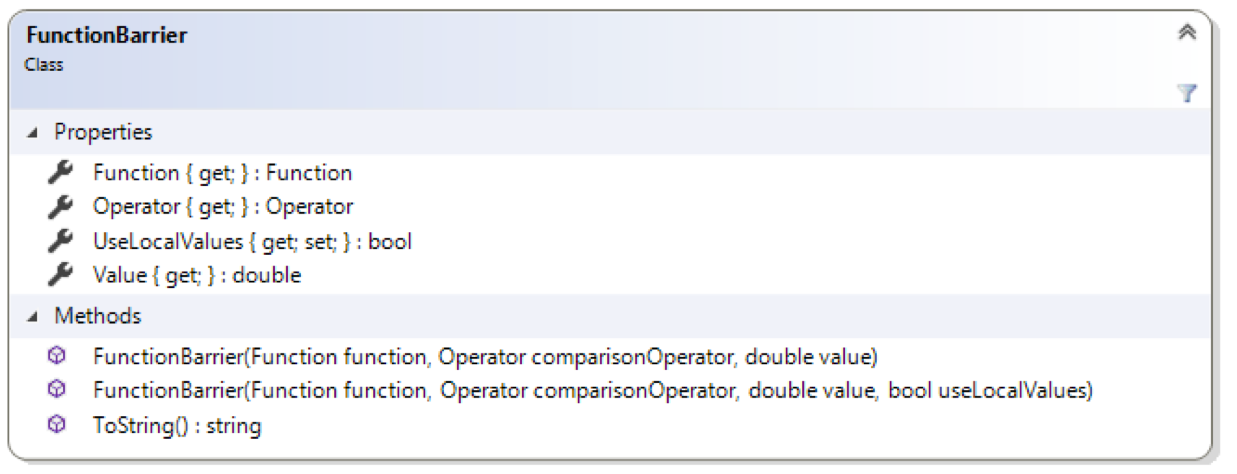 FunctionBarrier
Class
Properties
Function { get; } : Function
Operator { get; } : Operator
UseLocalValues { get; set; } : bool
Value { get; } : double
Methods
FunctionBarrier(Function function, Operator comparisonOperator, double value)
FunctionBarrier(Function function, Operator comparisonOperator, double value, bool useLocalValues)
ToString() : string